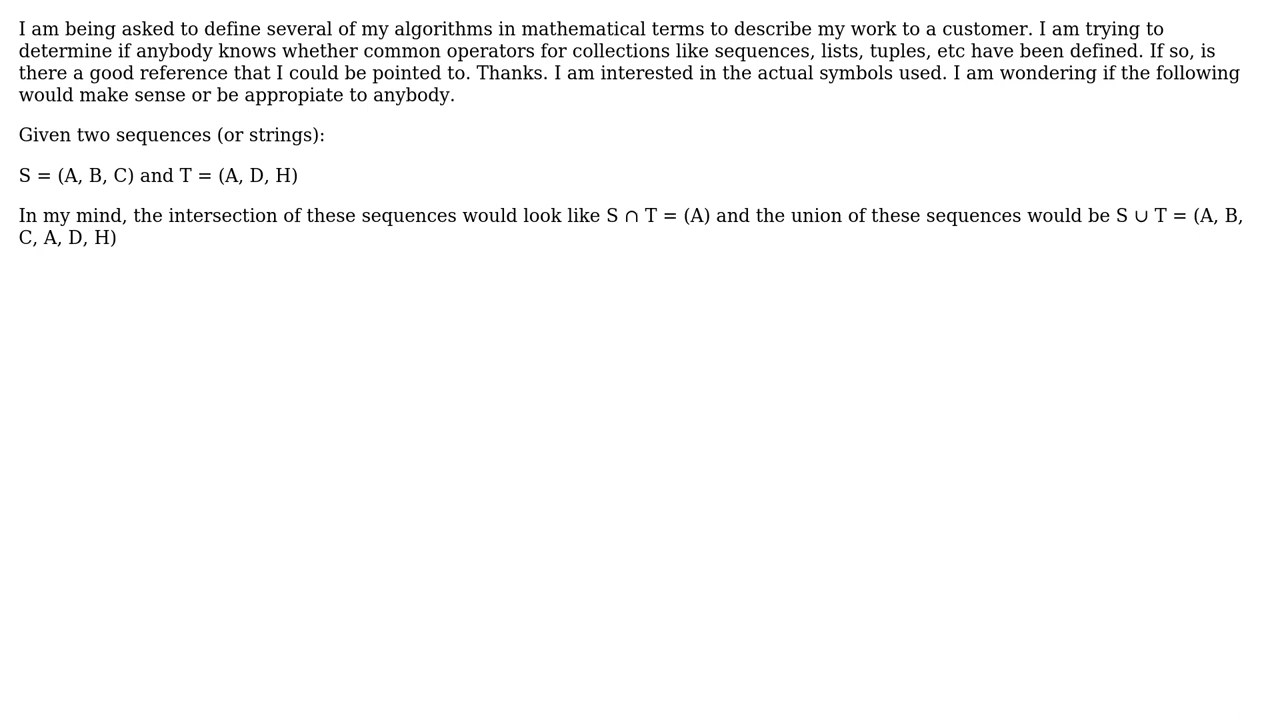 I am being asked to define several of my algorithms in mathematical terms to describe my work to a customer. I am trying to
determine if anybody knows whether common operators for collections like sequences, lists, tuples, etc have been defined. If so, is
there a good reference that I could be pointed to. Thanks. I am interested in the actual symbols used. I am wondering if the following
would make sense or be appropiate to anybody.
Given two sequences (or strings):
S = (A, B, C) and T = (A, D, H)
In my mind, the intersection of these sequences would look like S ∩ T = (A) and the union of these sequences would be S ∪ T = (A, B,
C, A, D, H)